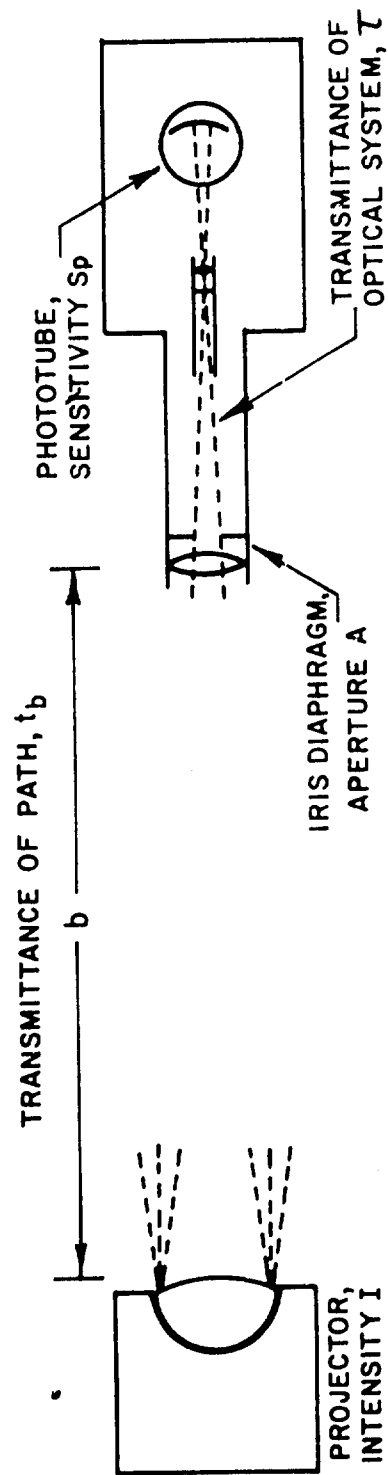 TRANSMITTANCE OF PATH, t_b
b
PROJECTOR,
INTENSITY I
IRIS DIAPHRAGM,
APERTURE A
PHOTOTUBE,
SENSITIVITY Sp
TRANSMITTANCE OF
OPTICAL SYSTEM, τ